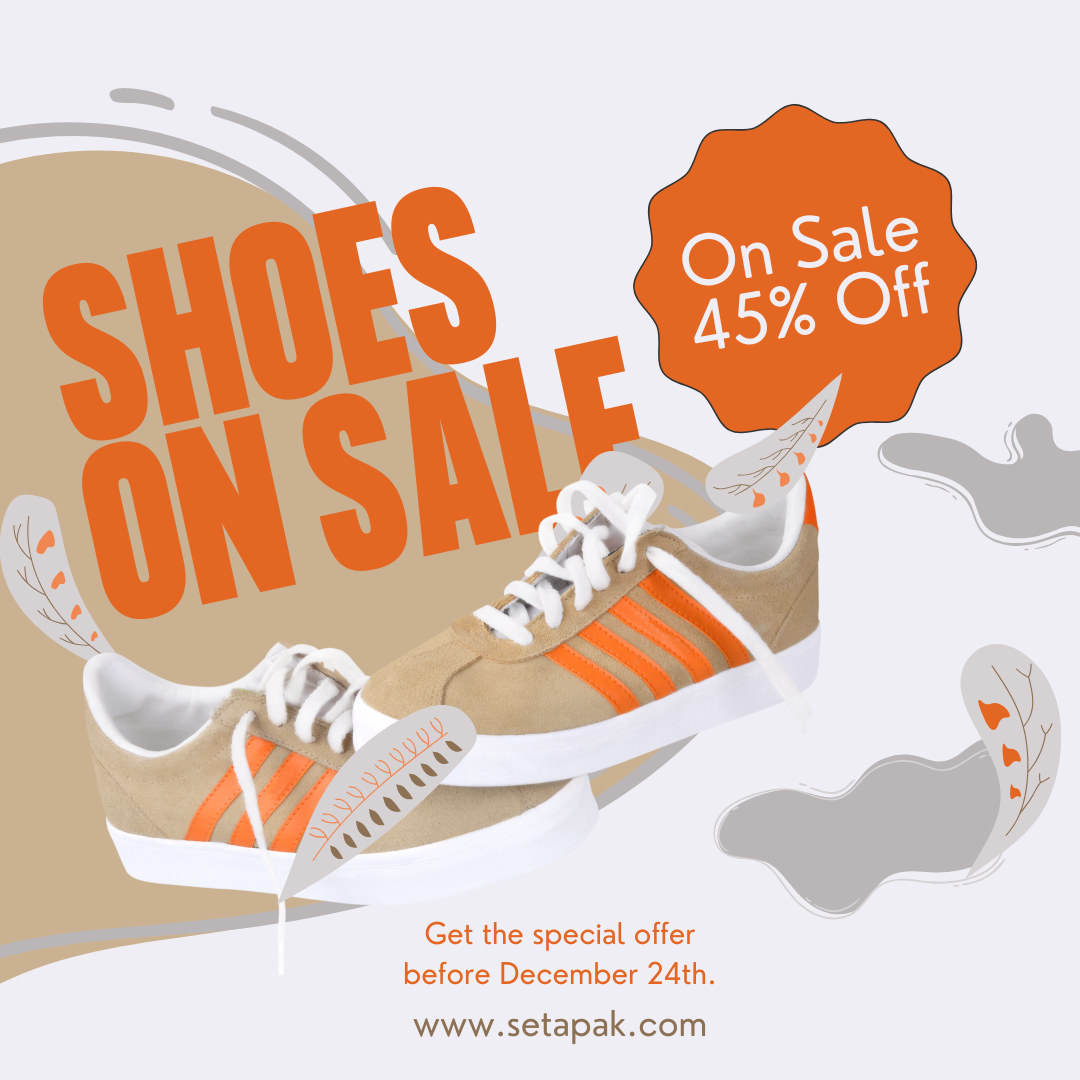 SHOES
ON SALE
On Sale
45% Off
Get the special offer
before December 24th.
www.setapak.com